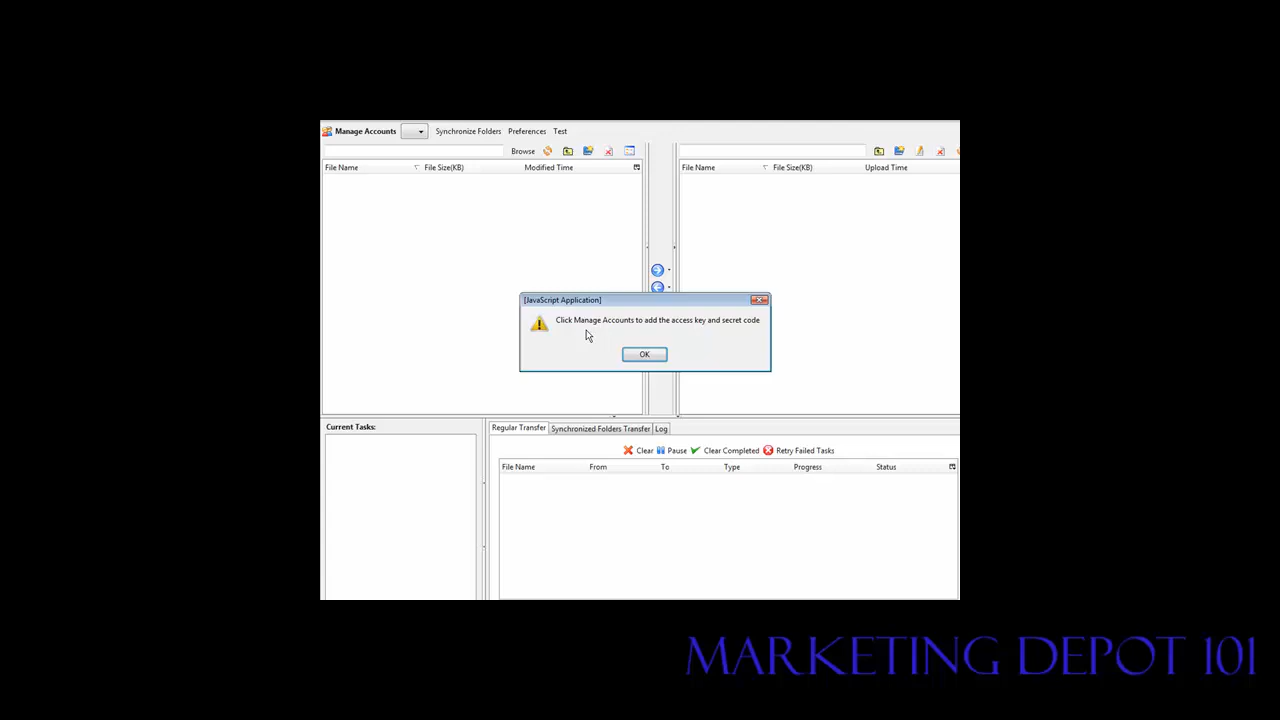 Manage Accounts Synchronize Folders Preferences Test
Browse
File Name File Size(KB) Modified Time
File Name File Size(KB) Upload Time
[JavaScript Application]
Click Manage Accounts to add the access key and secret code
OK
Current Tasks:
Regular Transfer Synchronized Folders Transfer Log
Clear Pause Clear Completed Retry Failed Tasks
File Name From To Type Progress Status
MARKETING DEPOT 101